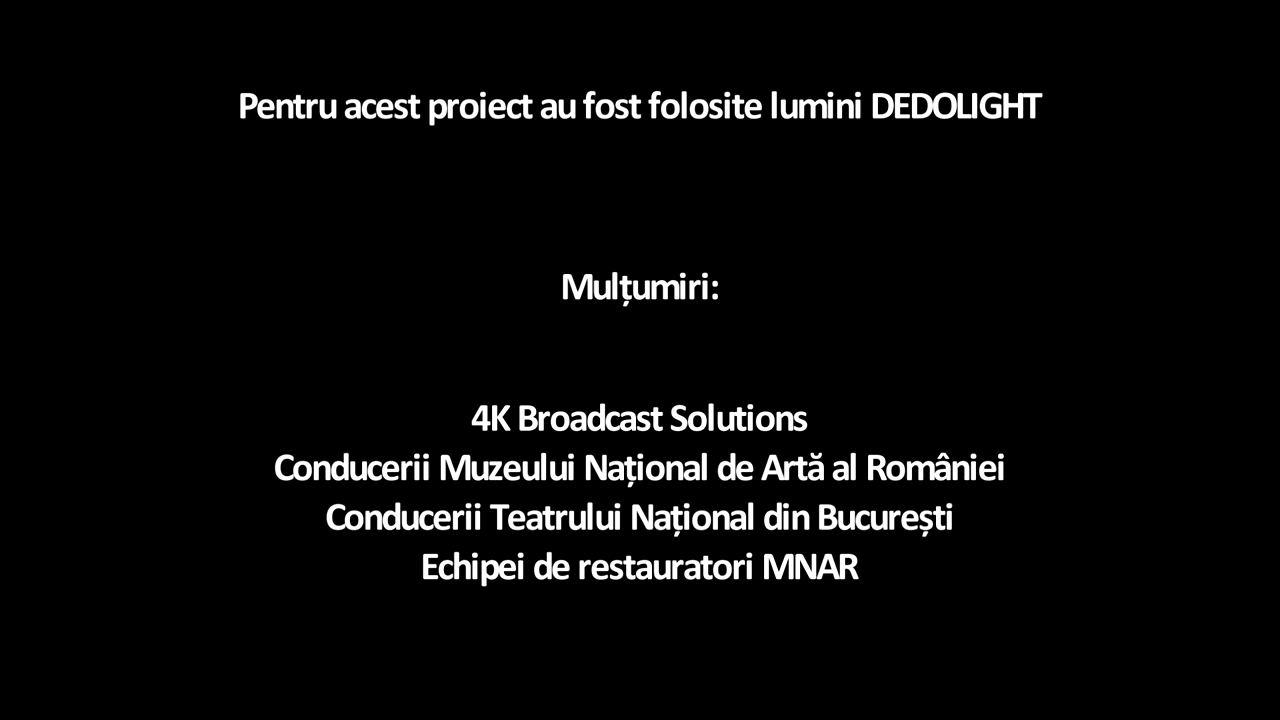 Pentru acest proiect au fost folosite lumini DEDOLIGHT
Mulțumiri:
4K Broadcast Solutions
Conducerii Muzeului Național de Artă al României
Conducerii Teatrului Național din București
Echipei de restauratori MNAR